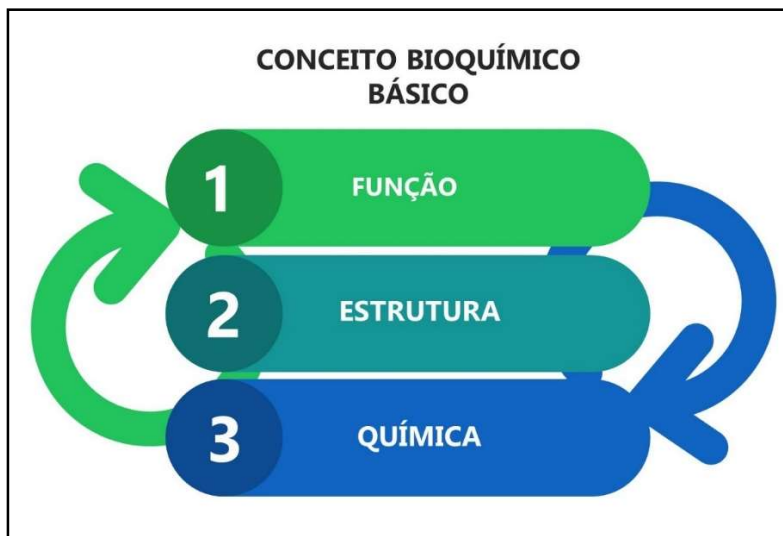 CONCEITO BIOQUÍMICO
BÁSICO
1
FUNÇÃO
2
ESTRUTURA
3
QUÍMICA